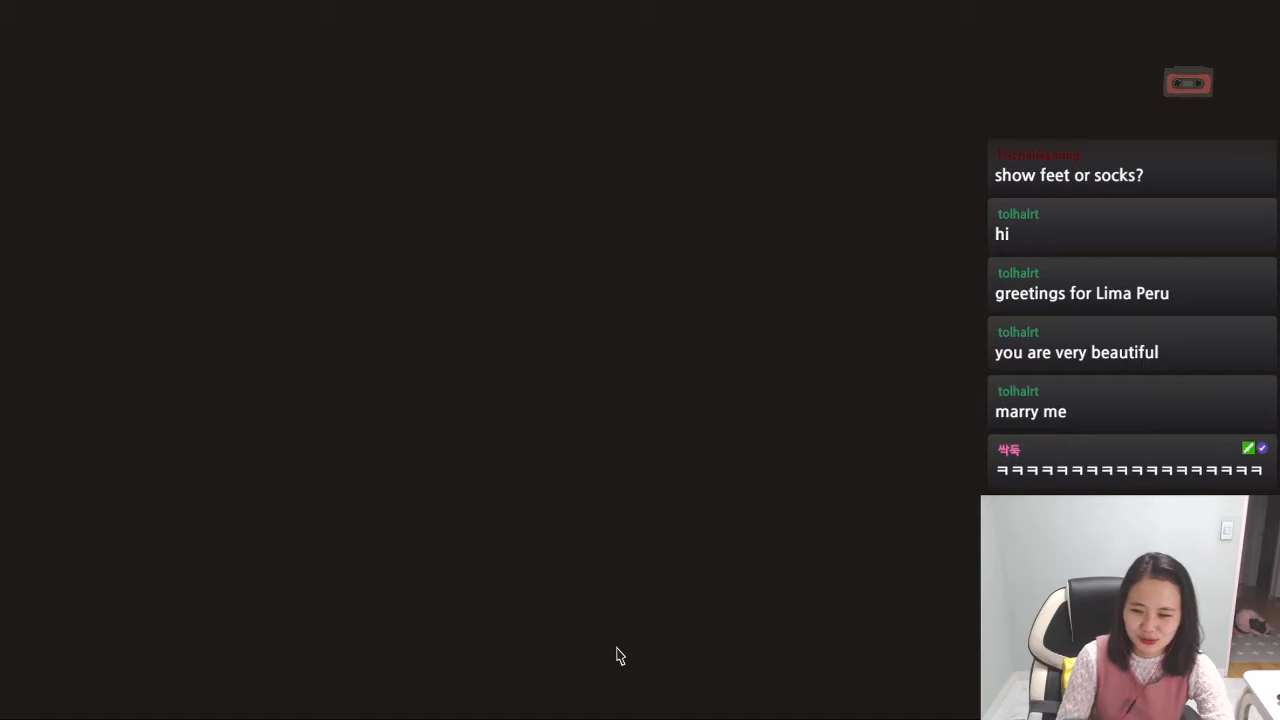 show feet or socks?
tolhalrt
hi
tolhalrt
greetings for Lima Peru
tolhalrt
you are very beautiful
tolhalrt
marry me
싹둑
ㅋㅋㅋㅋㅋㅋㅋㅋㅋㅋㅋㅋㅋㅋㅋㅋㅋㅋ